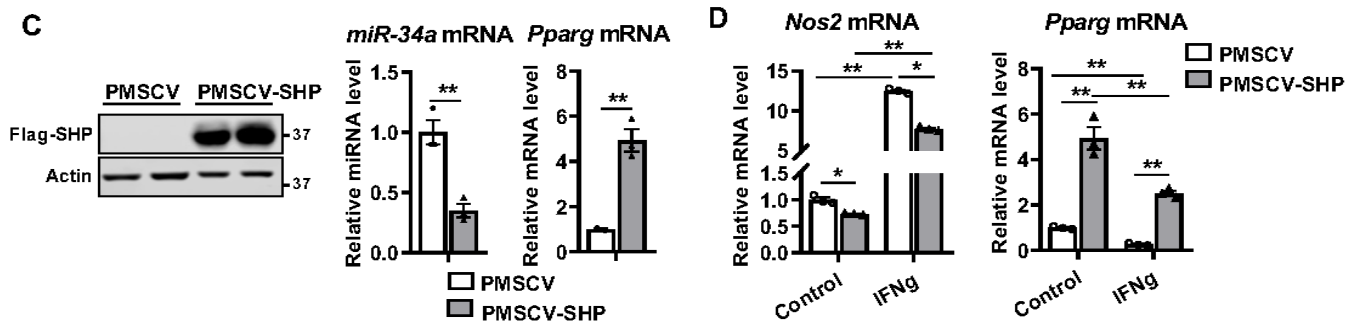 C
PMSCV PMSCV-SHP
Flag-SHP
37
Actin
37
miR-34a mRNA
Relative miRNA level
1.5
1.0
0.5
0.0
**
Pparg mRNA
Relative mRNA level
8
6
4
2
0
**
PMSCV
PMSCV-SHP
D
Nos2 mRNA
Relative mRNA level
15
10
5
1.0
0.5
0.0
**
**
*
*
Control
IFNg
Pparg mRNA
Relative mRNA level
8
6
4
2
0
**
**
**
**
Control
IFNg
PMSCV
PMSCV-SHP